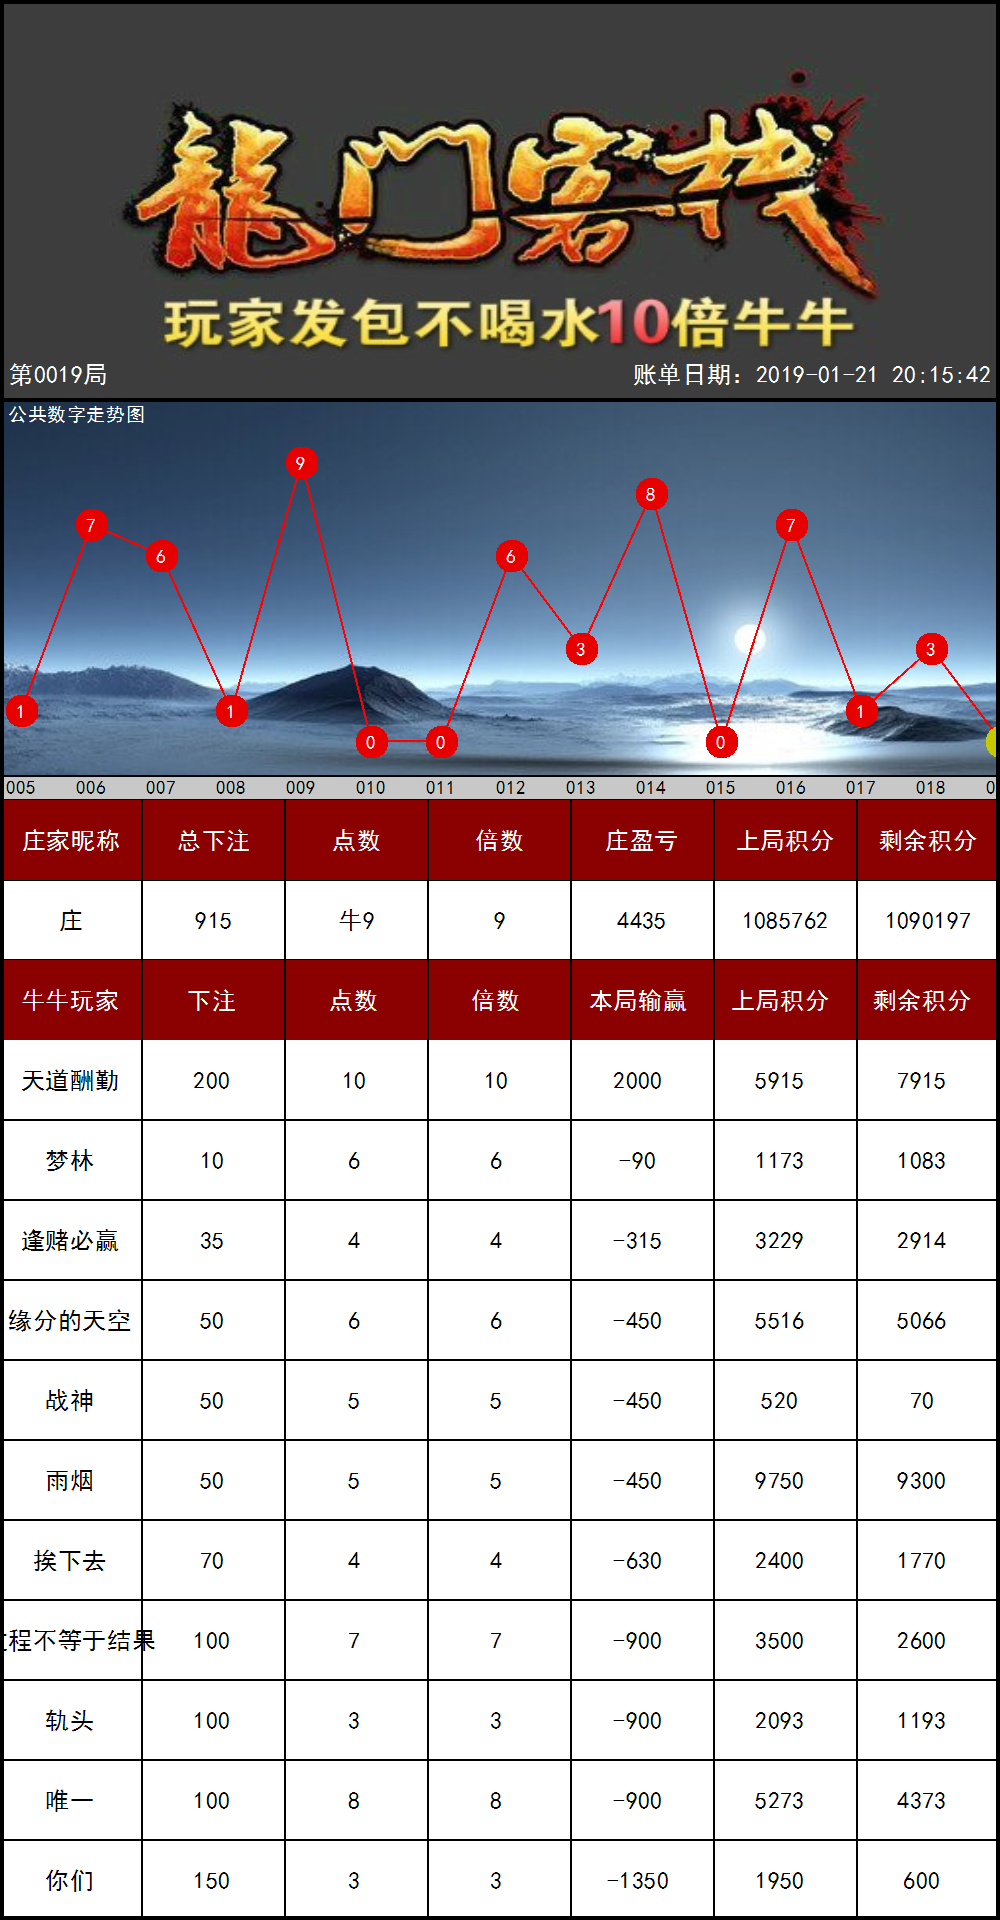 龍门客栈
玩家发包不喝水10倍牛牛
第0019局 账单日期：2019-01-21 20:15:42
公共数字走势图
9
8
7 7
6 6
3 3
1 1 1
0 0 0
005 006 007 008 009 010 011 012 013 014 015 016 017 018 0
庄家昵称 总下注 点数 倍数 庄盈亏 上局积分 剩余积分
庄 915 牛9 9 4435 1085762 1090197
牛牛玩家 下注 点数 倍数 本局输赢 上局积分 剩余积分
天道酬勤 200 10 10 2000 5915 7915
梦林 10 6 6 -90 1173 1083
逢赌必赢 35 4 4 -315 3229 2914
缘分的天空 50 6 6 -450 5516 5066
战神 50 5 5 -450 520 70
雨烟 50 5 5 -450 9750 9300
挨下去 70 4 4 -630 2400 1770
程不等于结果 100 7 7 -900 3500 2600
轨头 100 3 3 -900 2093 1193
唯一 100 8 8 -900 5273 4373
你们 150 3 3 -1350 1950 600